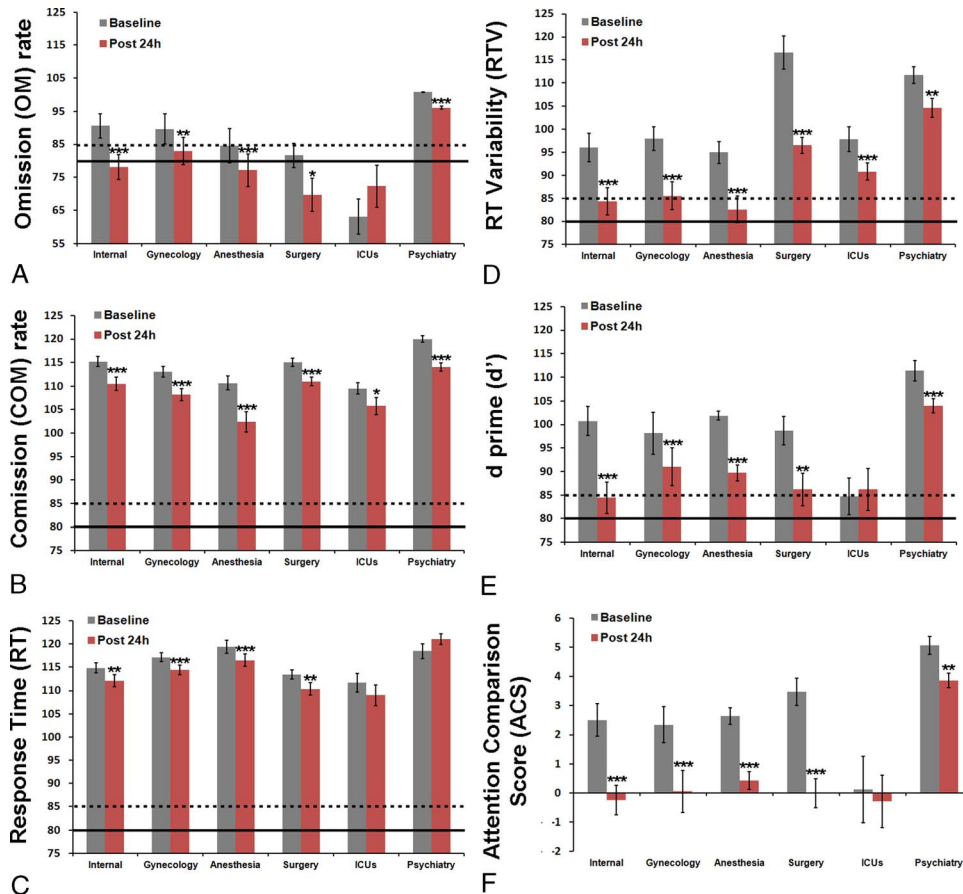 Omission (OM) rate
Baseline
Post 24h
115
105
95
85
75
65
55
***
**
***
*
***
Internal Gynecology Anesthesia Surgery ICUs Psychiatry
A
Comission (COM) rate
Baseline
Post 24h
125
120
115
110
105
100
95
90
85
80
75
***
***
***
***
*
***
Internal Gynecology Anesthesia Surgery ICUs Psychiatry
B
Response Time (RT)
Baseline
Post 24h
125
120
115
110
105
100
95
90
85
80
75
**
***
***
**
Internal Gynecology Anesthesia Surgery ICUs Psychiatry
C
RT Variability (RTV)
Baseline
Post 24h
125
120
115
110
105
100
95
90
85
80
75
***
***
***
***
***
**
Internal Gynecology Anesthesia Surgery ICUs Psychiatry
D
d prime (d')
Baseline
Post 24h
125
120
115
110
105
100
95
90
85
80
75
***
***
***
**
***
Internal Gynecology Anesthesia Surgery ICUs Psychiatry
E
Attention Comparison
Score (ACS)
Baseline
Post 24h
6
5
4
3
2
1
0
-1
-2
***
***
***
***
**
Internal Gynecology Anesthesia Surgery ICUs Psychiatry
F